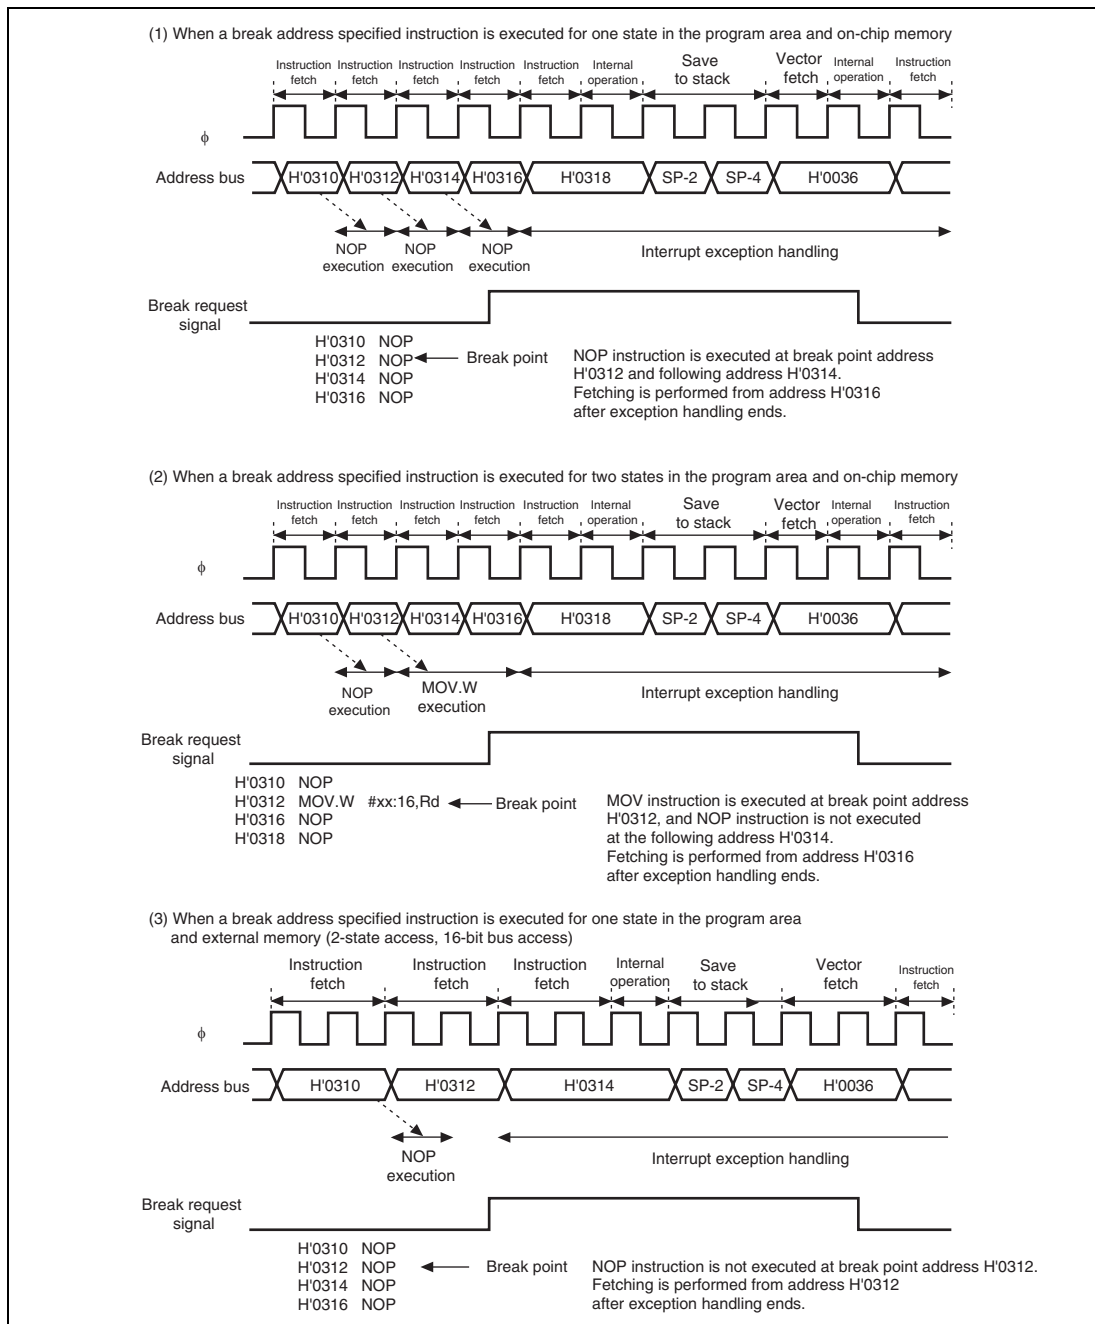 (1) When a break address specified instruction is executed for one state in the program area and on-chip memory
Instruction fetch Instruction fetch Instruction fetch Instruction fetch Instruction fetch Internal operation Save to stack Vector fetch Internal operation Instruction fetch
φ
Address bus H'0310 H'0312 H'0314 H'0316 H'0318 SP-2 SP-4 H'0036
NOP execution NOP execution NOP execution Interrupt exception handling
Break request
signal
H'0310 NOP
H'0312 NOP Break point
H'0314 NOP
H'0316 NOP
NOP instruction is executed at break point address
H'0312 and following address H'0314.
Fetching is performed from address H'0316
after exception handling ends.
(2) When a break address specified instruction is executed for two states in the program area and on-chip memory
Instruction fetch Instruction fetch Instruction fetch Instruction fetch Instruction fetch Internal operation Save to stack Vector fetch Internal operation Instruction fetch
φ
Address bus H'0310 H'0312 H'0314 H'0316 H'0318 SP-2 SP-4 H'0036
NOP execution MOV.W execution Interrupt exception handling
Break request
signal
H'0310 NOP
H'0312 MOV.W #xx:16,Rd Break point
H'0316 NOP
H'0318 NOP
MOV instruction is executed at break point address
H'0312, and NOP instruction is not executed
at the following address H'0314.
Fetching is performed from address H'0316
after exception handling ends.
(3) When a break address specified instruction is executed for one state in the program area
and external memory (2-state access, 16-bit bus access)
Instruction fetch Instruction fetch Instruction fetch Internal operation Save to stack Vector fetch Instruction fetch
φ
Address bus H'0310 H'0312 H'0314 SP-2 SP-4 H'0036
NOP execution Interrupt exception handling
Break request
signal
H'0310 NOP
H'0312 NOP Break point
H'0314 NOP
H'0316 NOP
NOP instruction is not executed at break point address H'0312.
Fetching is performed from address H'0312
after exception handling ends.